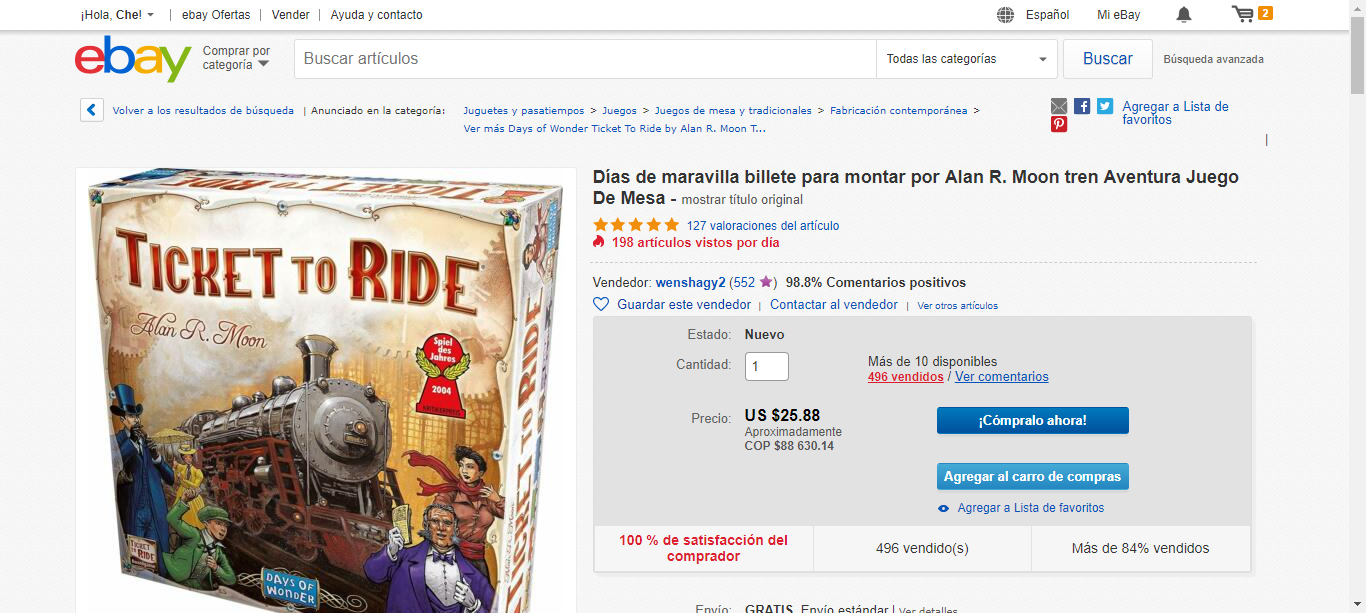 ¡Hola, Che! | ebay Ofertas | Vender | Ayuda y contacto
Español Mi eBay 2
ebay Comprar por categoría
Buscar artículos Todas las categorías Buscar Búsqueda avanzada
Volver a los resultados de búsqueda | Anunciado en la categoría: Juguetes y pasatiempos > Juegos > Juegos de mesa y tradicionales > Fabricación contemporánea >
Ver más Days of Wonder Ticket To Ride by Alan R. Moon T...
Agregar a Lista de
favoritos
TICKET TO RIDE
TICKET TO RIDE
Alan R. Moon
Spiel
des
Jahres
2004
KRITIKERPREIS
TICKET TO RIDE
TICKET
TO RIDE
DAYS OF
WONDER
Días de maravilla billete para montar por Alan R. Moon tren Aventura Juego
De Mesa - mostrar título original
127 valoraciones del artículo
198 artículos vistos por día
Vendedor: wenshagy2 (552 ) 98.8% Comentarios positivos
Guardar este vendedor | Contactar al vendedor | Ver otros artículos
Estado: Nuevo
Cantidad: 1
Más de 10 disponibles
496 vendidos / Ver comentarios
Precio: US $25.88
Aproximadamente
COP $88 630.14
¡Cómpralo ahora!
Agregar al carro de compras
Agregar a Lista de favoritos
100 % de satisfacción del
comprador
496 vendido(s)
Más de 84% vendidos
Envío: GRATIS Envío estándar | Ver detalles